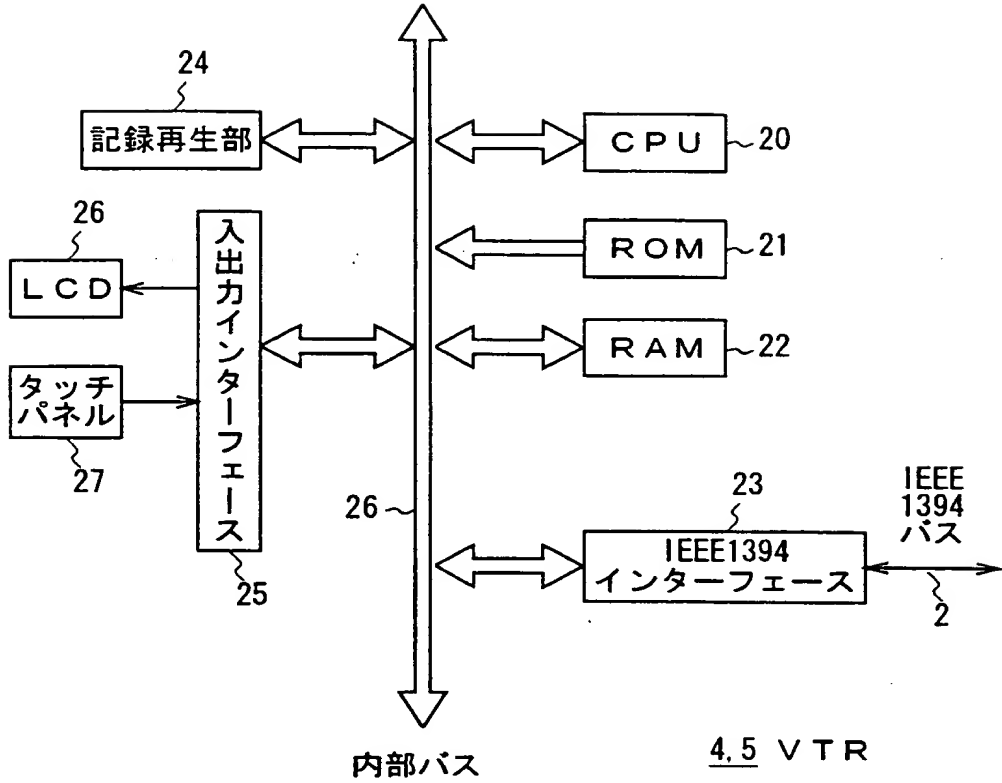 24
記録再生部
CPU
20
26
LCD
入出力インターフェース
ROM
21
RAM
22
タッチ
パネル
27
25
26
23
IEEE1394
インターフェース
IEEE
1394
バス
2
内部バス
4,5 VTR